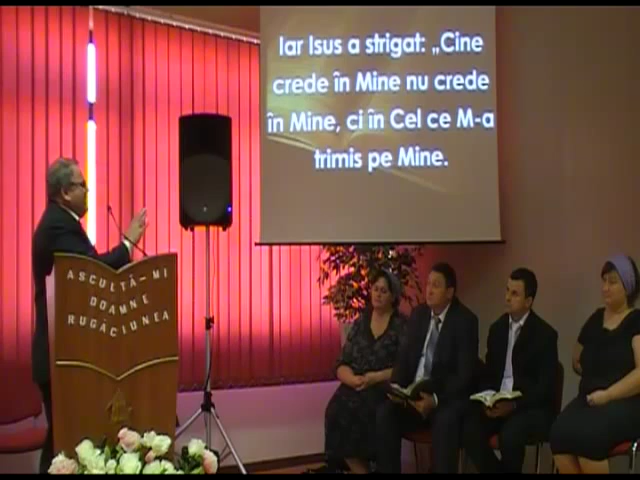 Iar Isus a strigat: „Cine
crede în Mine nu crede
în Mine, ci în Cel ce M-a
trimis pe Mine.
ASCULTĂ-MI
DOAMNE
RUGĂCIUNEA